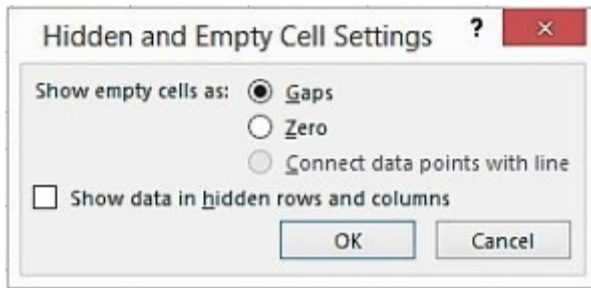 Hidden and Empty Cell Settings ? ×
Show empty cells as: Gaps
Zero
Connect data points with line
Show data in hidden rows and columns
OK Cancel